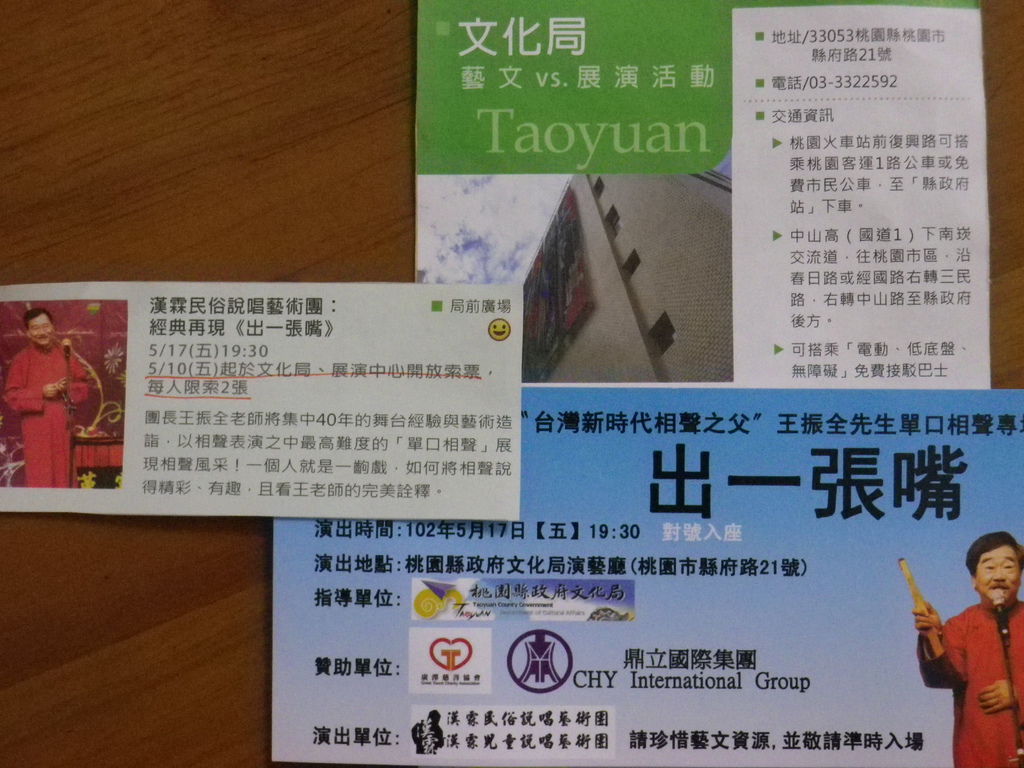 文化局
藝文 vs. 展演活動
Taoyuan
■ 地址/33053桃園縣桃園市
縣府路21號
■ 電話/03-3322592
■ 交通資訊
▶ 桃園火車站前復興路可搭
乘桃園客運1路公車或免
費市民公車，至「縣政府
站」下車。
▶ 中山高（國道1）下南崁
交流道，往桃園市區，沿
春日路或經國路右轉三民
路，右轉中山路至縣政府
後方。
▶ 可搭乘「電動、低底盤、
無障礙」免費接駁巴士
漢霖民俗說唱藝術團：
■ 局前廣場
經典再現《出一張嘴》
5/17(五)19:30
5/10(五)起於文化局、展演中心開放索票，
每人限索2張
團長王振全老師將集中40年的舞台經驗與藝術造
詣，以相聲表演之中最高難度的「單口相聲」展
現相聲風采！一個人就是一齣戲，如何將相聲說
得精彩、有趣，且看王老師的完美詮釋。
“台灣新時代相聲之父”王振全先生單口相聲專場
出一張嘴
演出時間:102年5月17日【五】19:30 對號入座
演出地點:桃園縣政府文化局演藝廳(桃園市縣府路21號)
指導單位:
桃園縣政府文化局
Taoyuan County Government
Department of Cultural Affairs
TAOYUAN
贊助單位:
廣澤慈善協會
鼎立國際集團
CHY International Group
演出單位:
漢霖
漢霖民俗說唱藝術團
漢霖兒童說唱藝術團
請珍惜藝文資源,並敬請準時入場